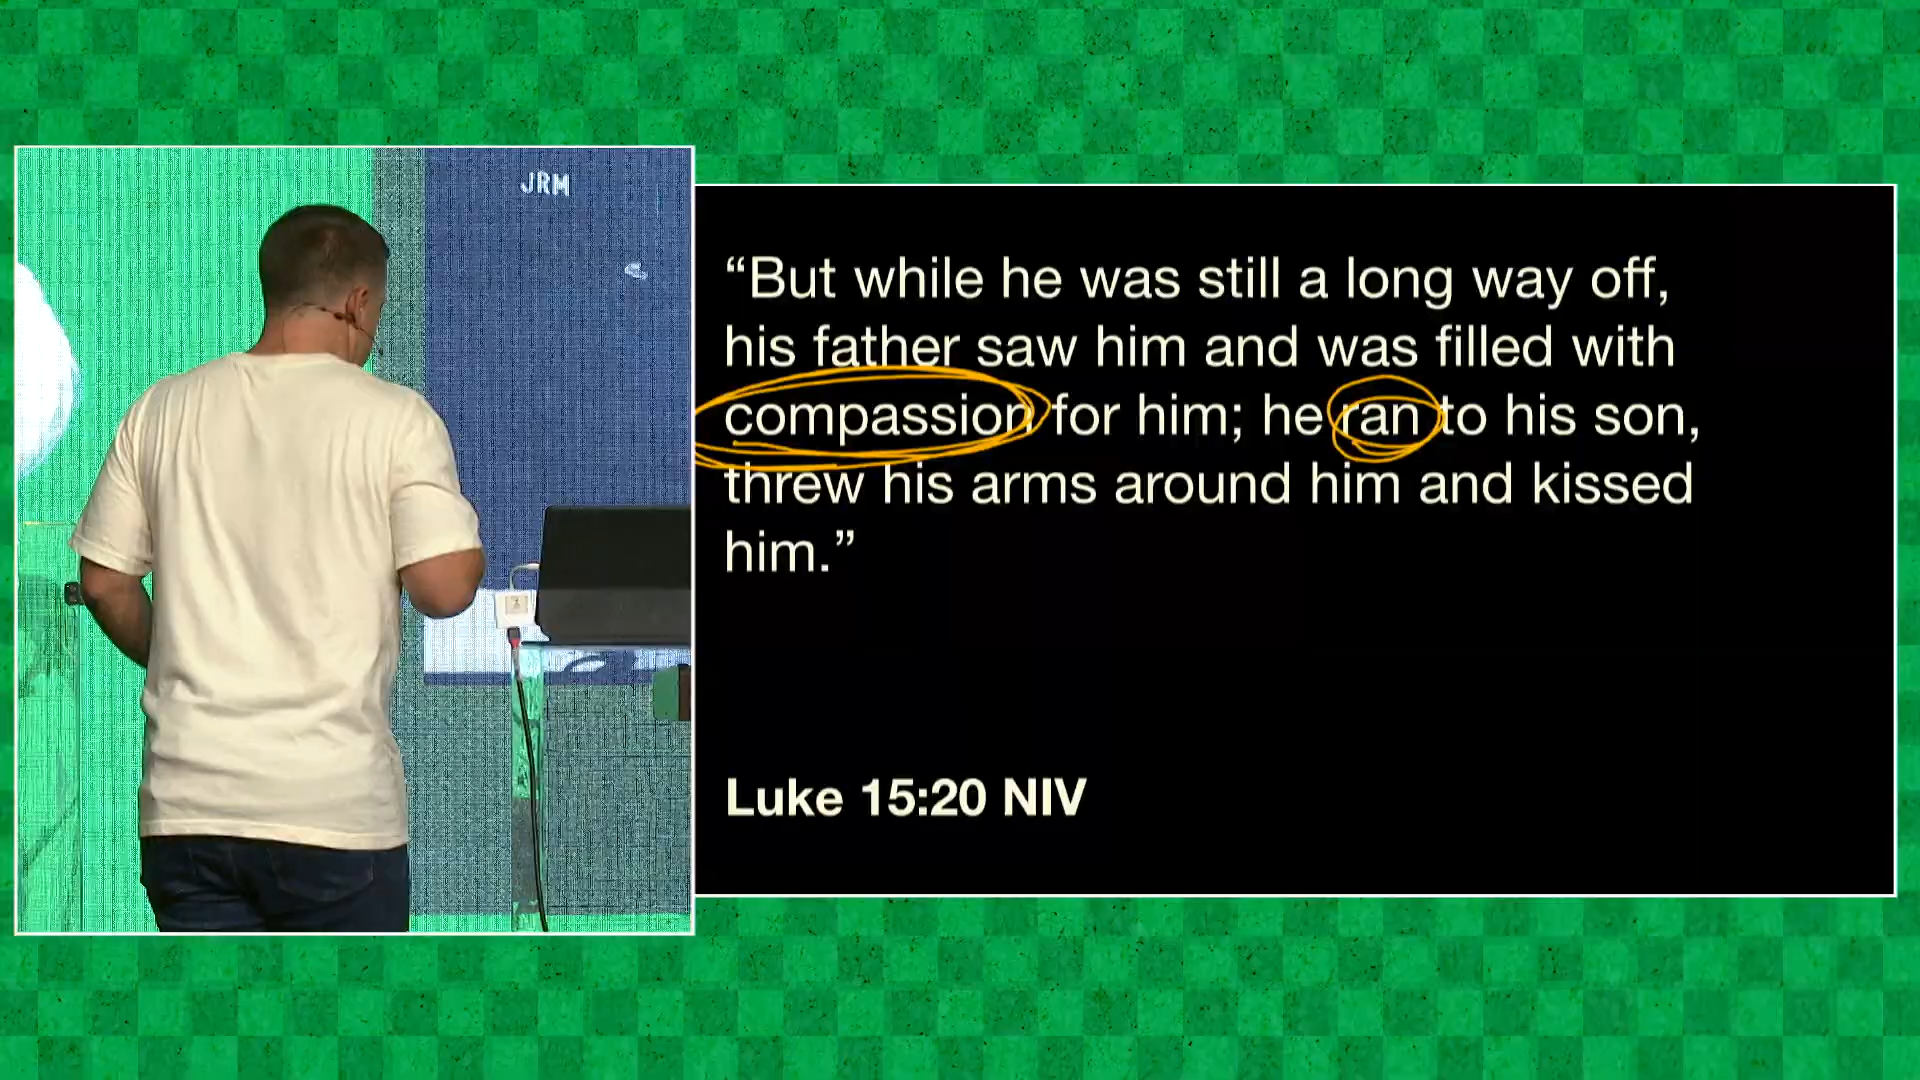 JRM
“But while he was still a long way off,
his father saw him and was filled with
compassion for him; he ran to his son,
threw his arms around him and kissed
him.”
Luke 15:20 NIV